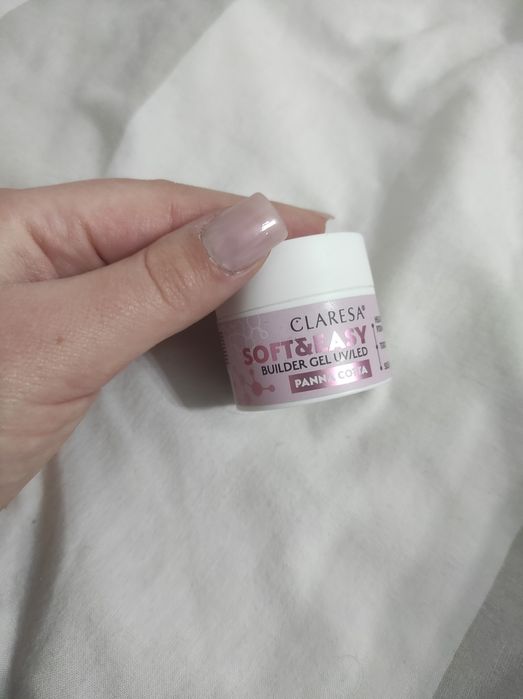 CLARESA®
SOFT&EASY
BUILDER GEL UV/LED
PANNA COTTA